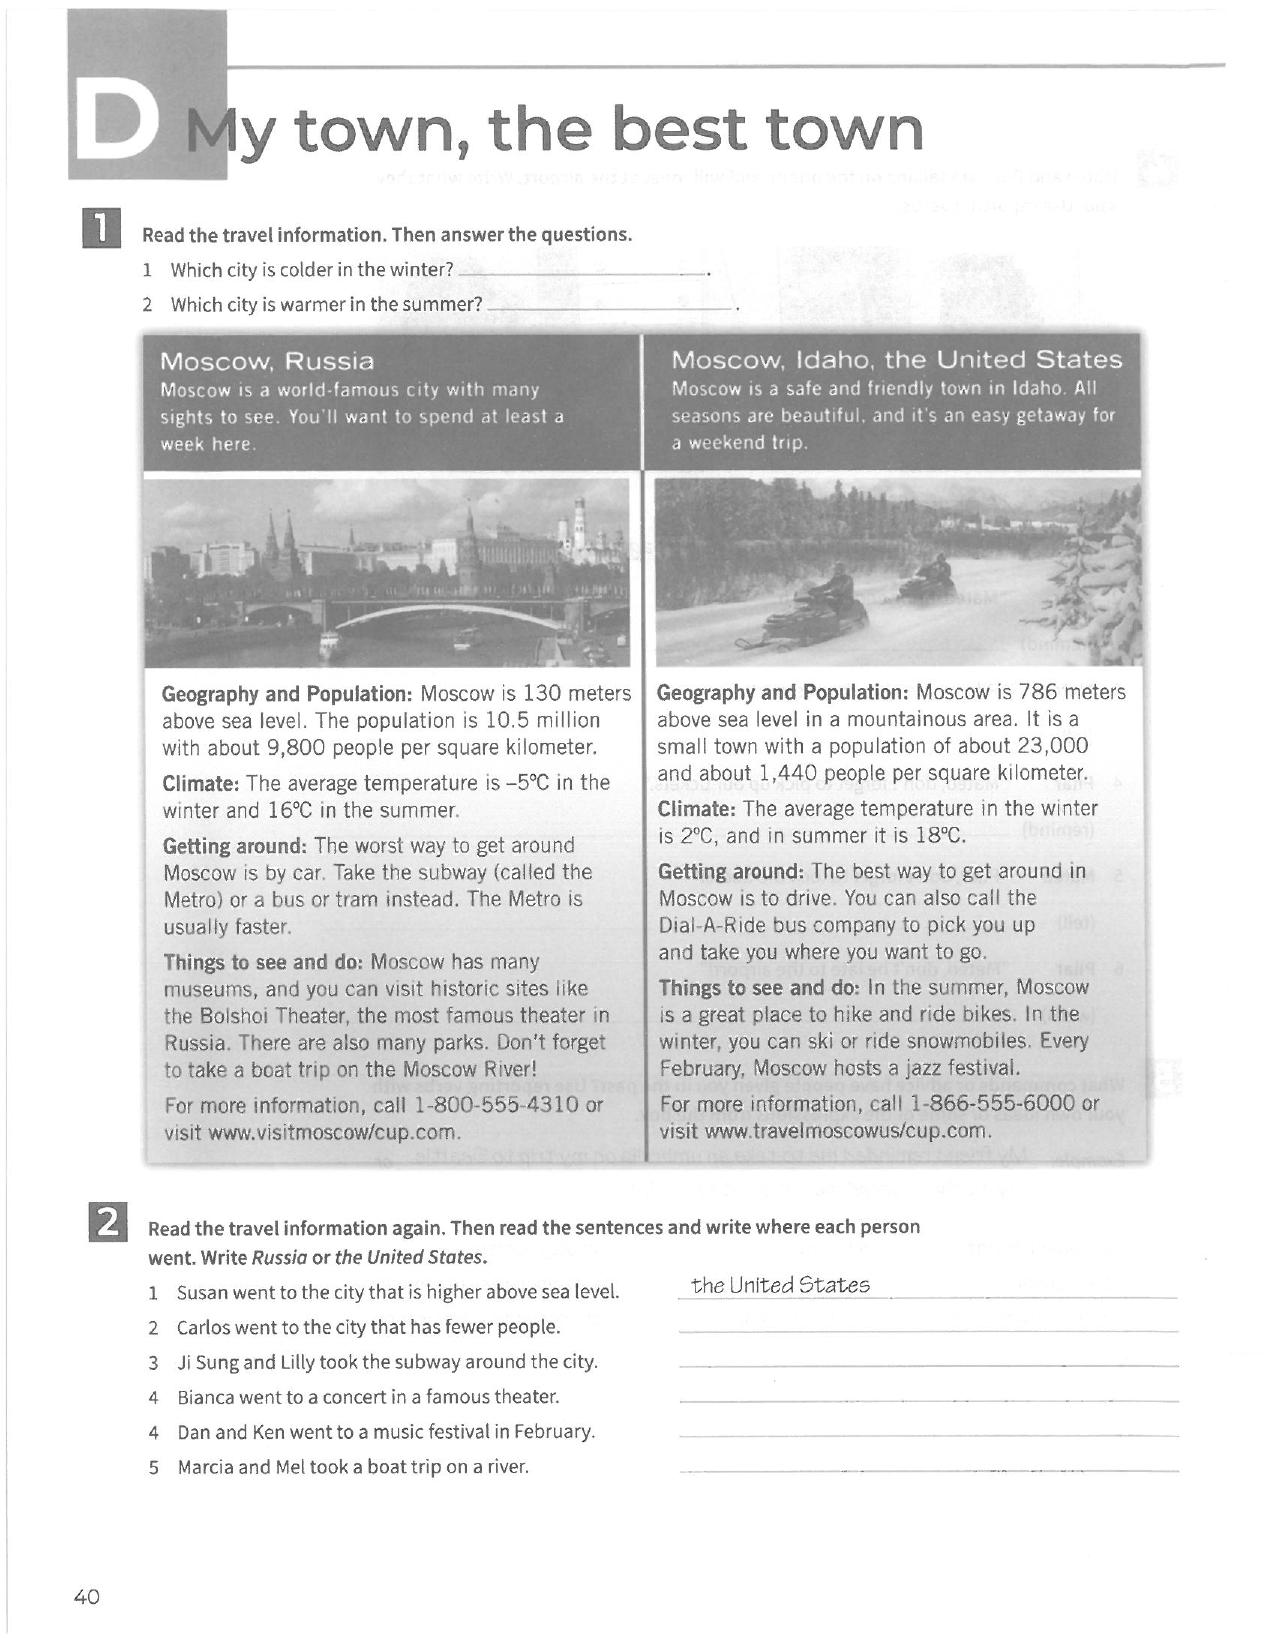 D My town, the best town
1 Read the travel information. Then answer the questions.
1 Which city is colder in the winter? ________________.
2 Which city is warmer in the summer? ________________.
Moscow, Russia
Moscow is a world-famous city with many
sights to see. You'll want to spend at least a
week here.
Geography and Population: Moscow is 130 meters
above sea level. The population is 10.5 million
with about 9,800 people per square kilometer.
Climate: The average temperature is –5°C in the
winter and 16°C in the summer.
Getting around: The worst way to get around
Moscow is by car. Take the subway (called the
Metro) or a bus or tram instead. The Metro is
usually faster.
Things to see and do: Moscow has many
museums, and you can visit historic sites like
the Bolshoi Theater, the most famous theater in
Russia. There are also many parks. Don't forget
to take a boat trip on the Moscow River!
For more information, call 1-800-555-4310 or
visit www.visitmoscow/cup.com.
Moscow, Idaho, the United States
Moscow is a safe and friendly town in Idaho. All
seasons are beautiful, and it's an easy getaway for
a weekend trip.
Geography and Population: Moscow is 786 meters
above sea level in a mountainous area. It is a
small town with a population of about 23,000
and about 1,440 people per square kilometer.
Climate: The average temperature in the winter
is 2°C, and in summer it is 18°C.
Getting around: The best way to get around in
Moscow is to drive. You can also call the
Dial-A-Ride bus company to pick you up
and take you where you want to go.
Things to see and do: In the summer, Moscow
is a great place to hike and ride bikes. In the
winter, you can ski or ride snowmobiles. Every
February, Moscow hosts a jazz festival.
For more information, call 1-866-555-6000 or
visit www.travelmoscowus/cup.com.
2 Read the travel information again. Then read the sentences and write where each person
went. Write Russia or the United States.
1 Susan went to the city that is higher above sea level. the United States
2 Carlos went to the city that has fewer people.
3 Ji Sung and Lilly took the subway around the city.
4 Bianca went to a concert in a famous theater.
4 Dan and Ken went to a music festival in February.
5 Marcia and Mel took a boat trip on a river.
40